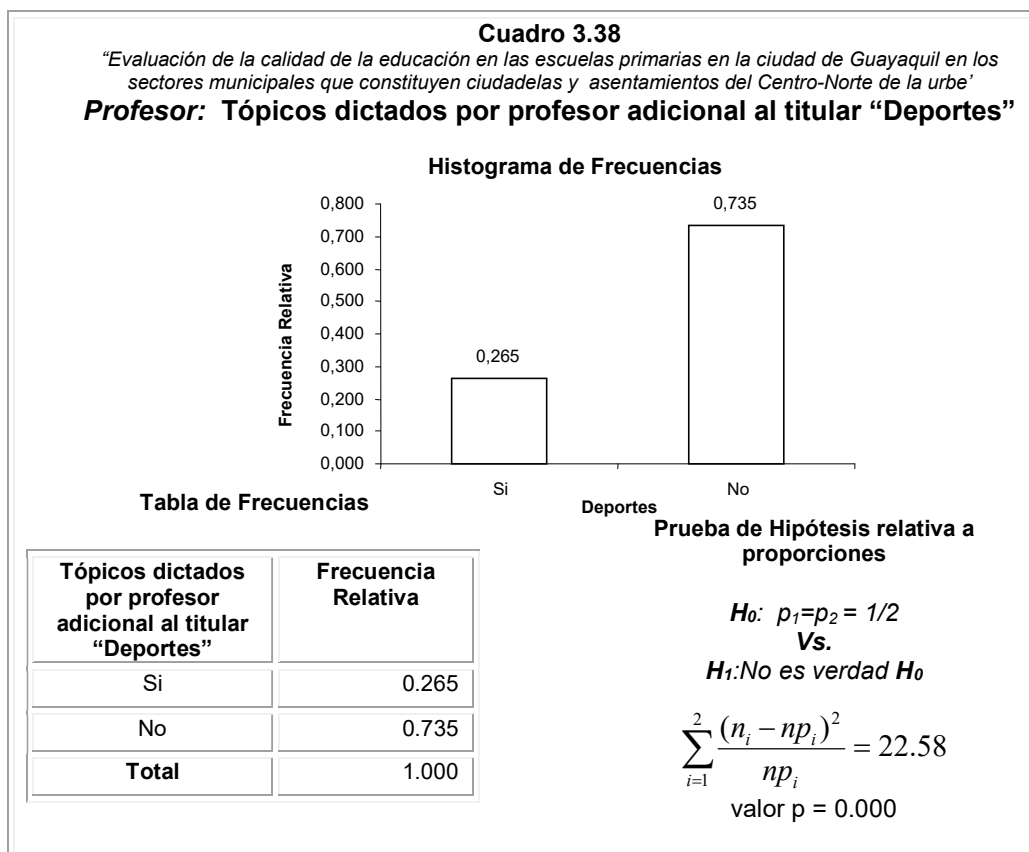 Cuadro 3.38
“Evaluación de la calidad de la educación en las escuelas primarias en la ciudad de Guayaquil en los
sectores municipales que constituyen ciudadelas y asentamientos del Centro-Norte de la urbe’
Profesor: Tópicos dictados por profesor adicional al titular “Deportes”
Histograma de Frecuencias
Frecuencia Relativa
0,800
0,700
0,600
0,500
0,400
0,300
0,200
0,100
0,000
0,265
0,735
Si
No
Deportes
Tabla de Frecuencias
Tópicos dictados
por profesor
adicional al titular
“Deportes”
Frecuencia
Relativa
Si 0.265
No 0.735
Total 1.000
Prueba de Hipótesis relativa a
proporciones
H₀: p₁=p₂ = 1/2
Vs.
H₁:No es verdad H₀
∑_{i=1}^{2} (n_i − np_i)² / np_i = 22.58
valor p = 0.000